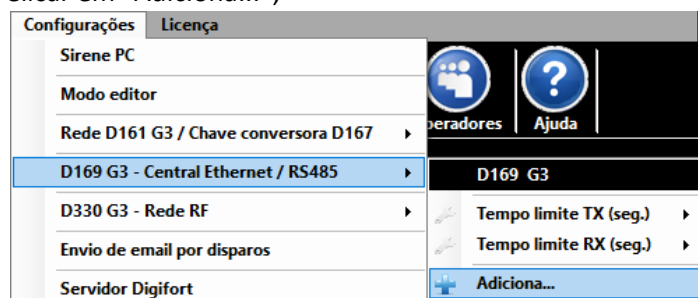 Configurações Licença
Sirene PC
Modo editor
Rede D161 G3 / Chave conversora D167
D169 G3 - Central Ethernet / RS485
D330 G3 - Rede RF
Envio de email por disparos
Servidor Digifort
Ajuda
D169 G3
Tempo limite TX (seg.)
Tempo limite RX (seg.)
Adiciona...